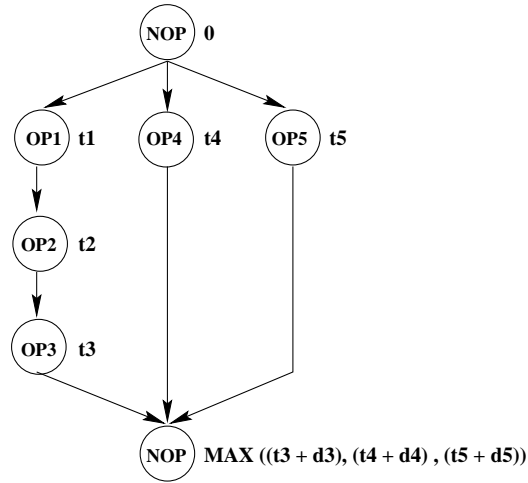 NOP 0
OP1 t1 OP4 t4 OP5 t5
OP2 t2
OP3 t3
NOP MAX ((t3 + d3), (t4 + d4) , (t5 + d5))